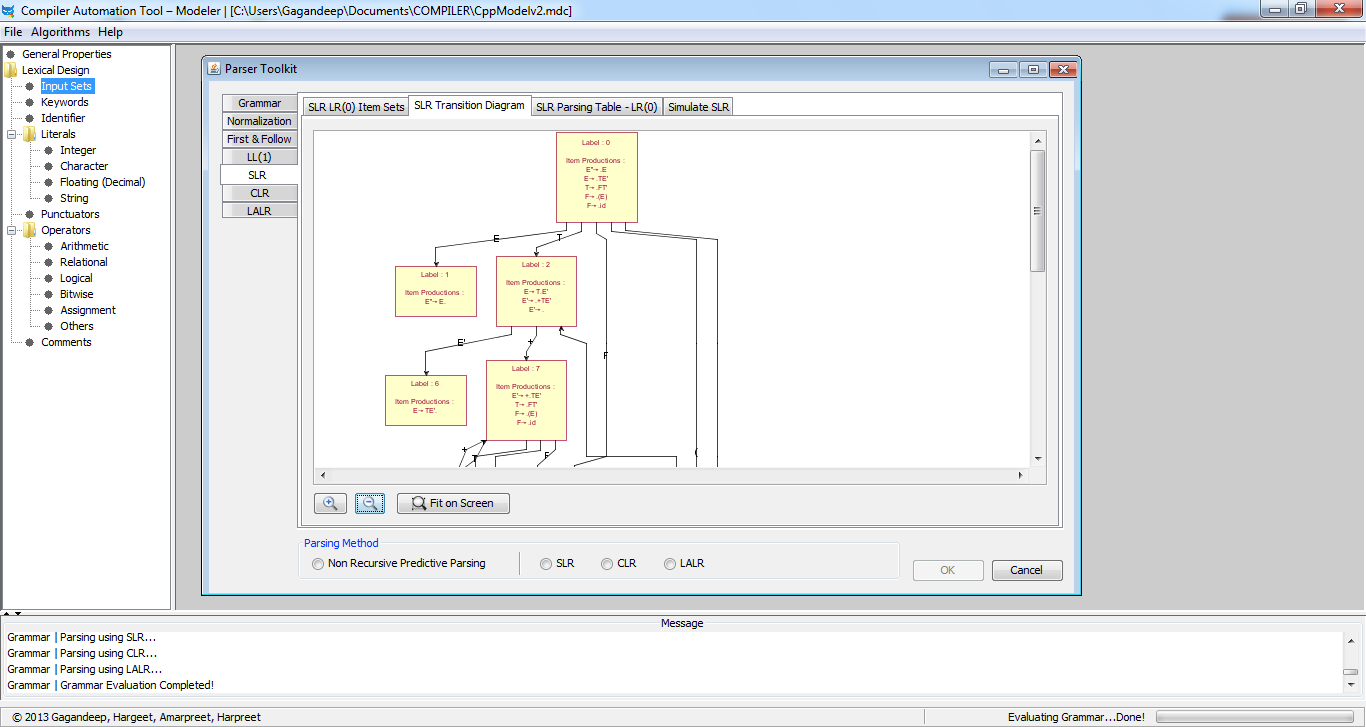 Compiler Automation Tool – Modeler | [C:\Users\Gagandeep\Documents\COMPILER\CppModelv2.mdc]
File Algorithms Help
General Properties
Lexical Design
Input Sets
Keywords
Identifier
Literals
Integer
Character
Floating (Decimal)
String
Punctuators
Operators
Arithmetic
Relational
Logical
Bitwise
Assignment
Others
Comments
Parser Toolkit
Grammar
Normalization
First & Follow
LL(1)
SLR
CLR
LALR
SLR LR(0) Item Sets
SLR Transition Diagram
SLR Parsing Table - LR(0)
Simulate SLR
Label : 0
Item Productions :
E''→ .E
E→ .TE'
T→ .FT'
F→ .(E)
F→ .id
E
T
Label : 1
Item Productions :
E''→ E.
Label : 2
Item Productions :
E→ T.E'
E'→ .+TE'
E'→ .
E'
+
F
Label : 6
Item Productions :
E→ TE'.
Label : 7
Item Productions :
E'→ +.TE'
T→ .FT'
F→ .(E)
F→ .id
+
T
F
(
Fit on Screen
Parsing Method
Non Recursive Predictive Parsing
SLR
CLR
LALR
OK
Cancel
Message
Grammar | Parsing using SLR...
Grammar | Parsing using CLR...
Grammar | Parsing using LALR...
Grammar | Grammar Evaluation Completed!
© 2013 Gagandeep, Hargeet, Amarpreet, Harpreet
Evaluating Grammar...Done!